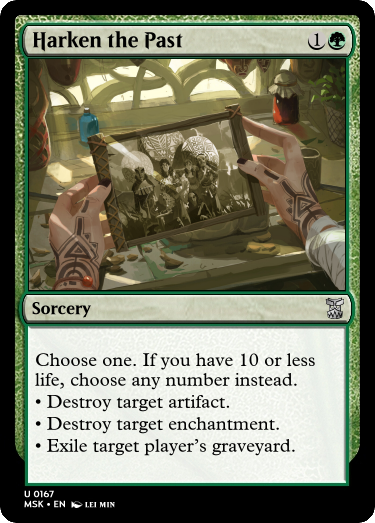 Harken the Past
1
Sorcery
Choose one. If you have 10 or less
life, choose any number instead.
• Destroy target artifact.
• Destroy target enchantment.
• Exile target player's graveyard.
U 0167
MSK • EN LEI MIN